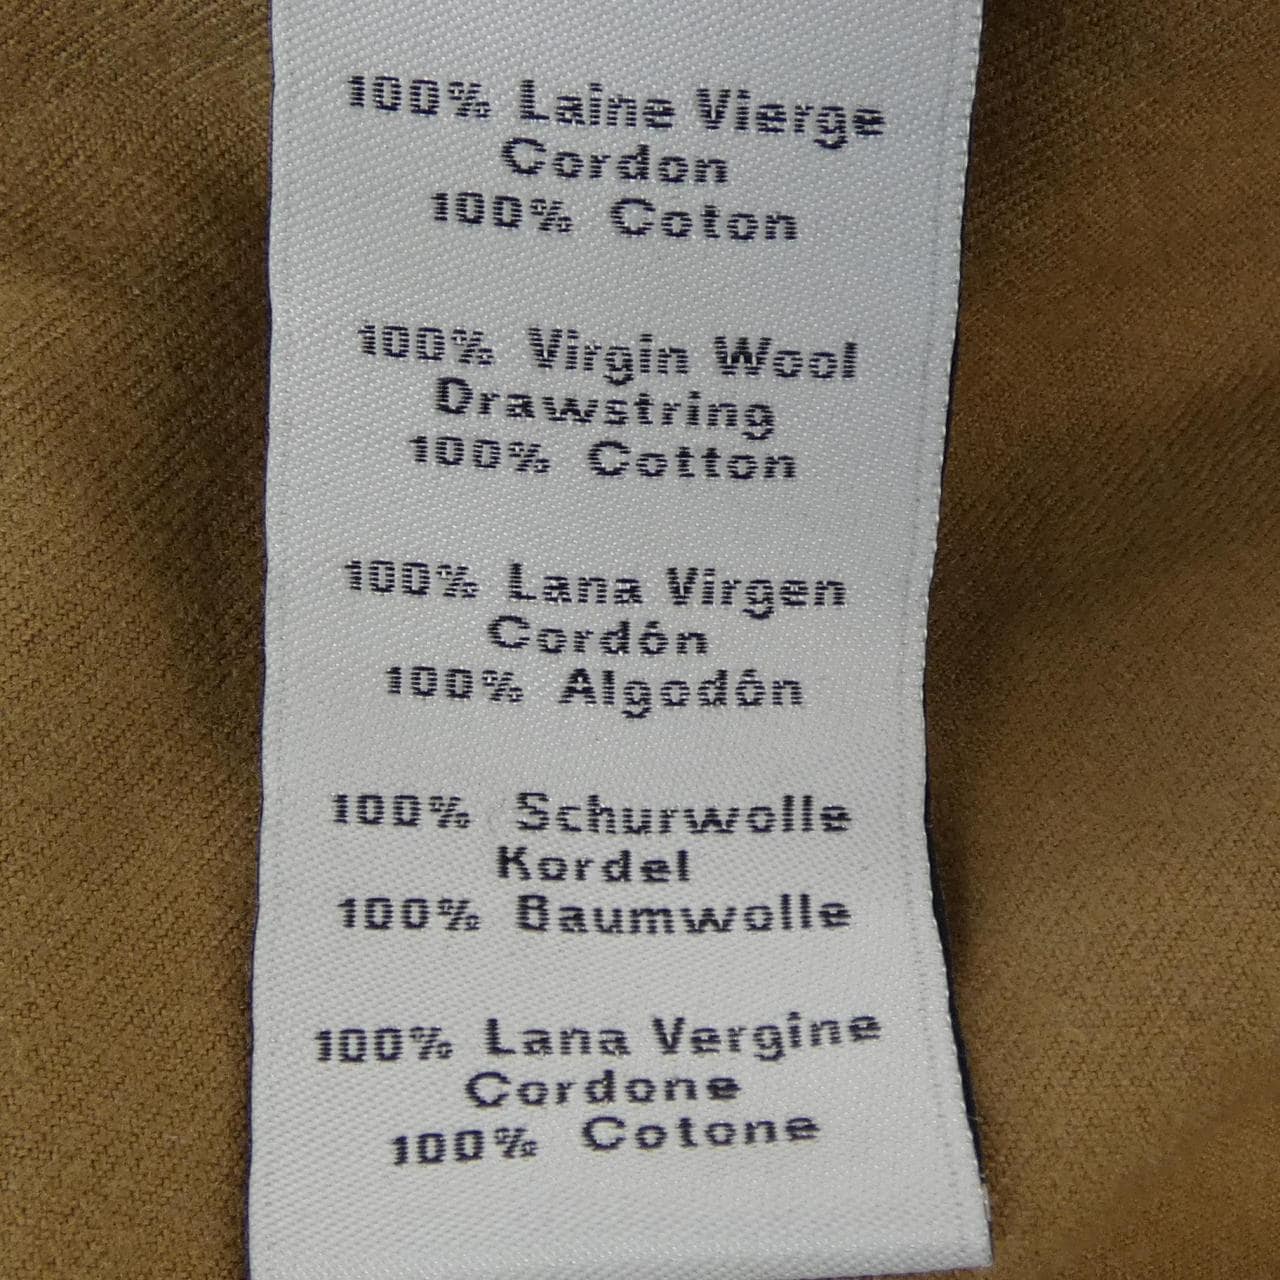 100% Laine Vierge
Cordon
100% Coton
100% Virgin Wool
Drawstring
100% Cotton
100% Lana Virgen
Cordón
100% Algodón
100% Schurwolle
Kordel
100% Baumwolle
100% Lana Vergine
Cordone
100% Cotone